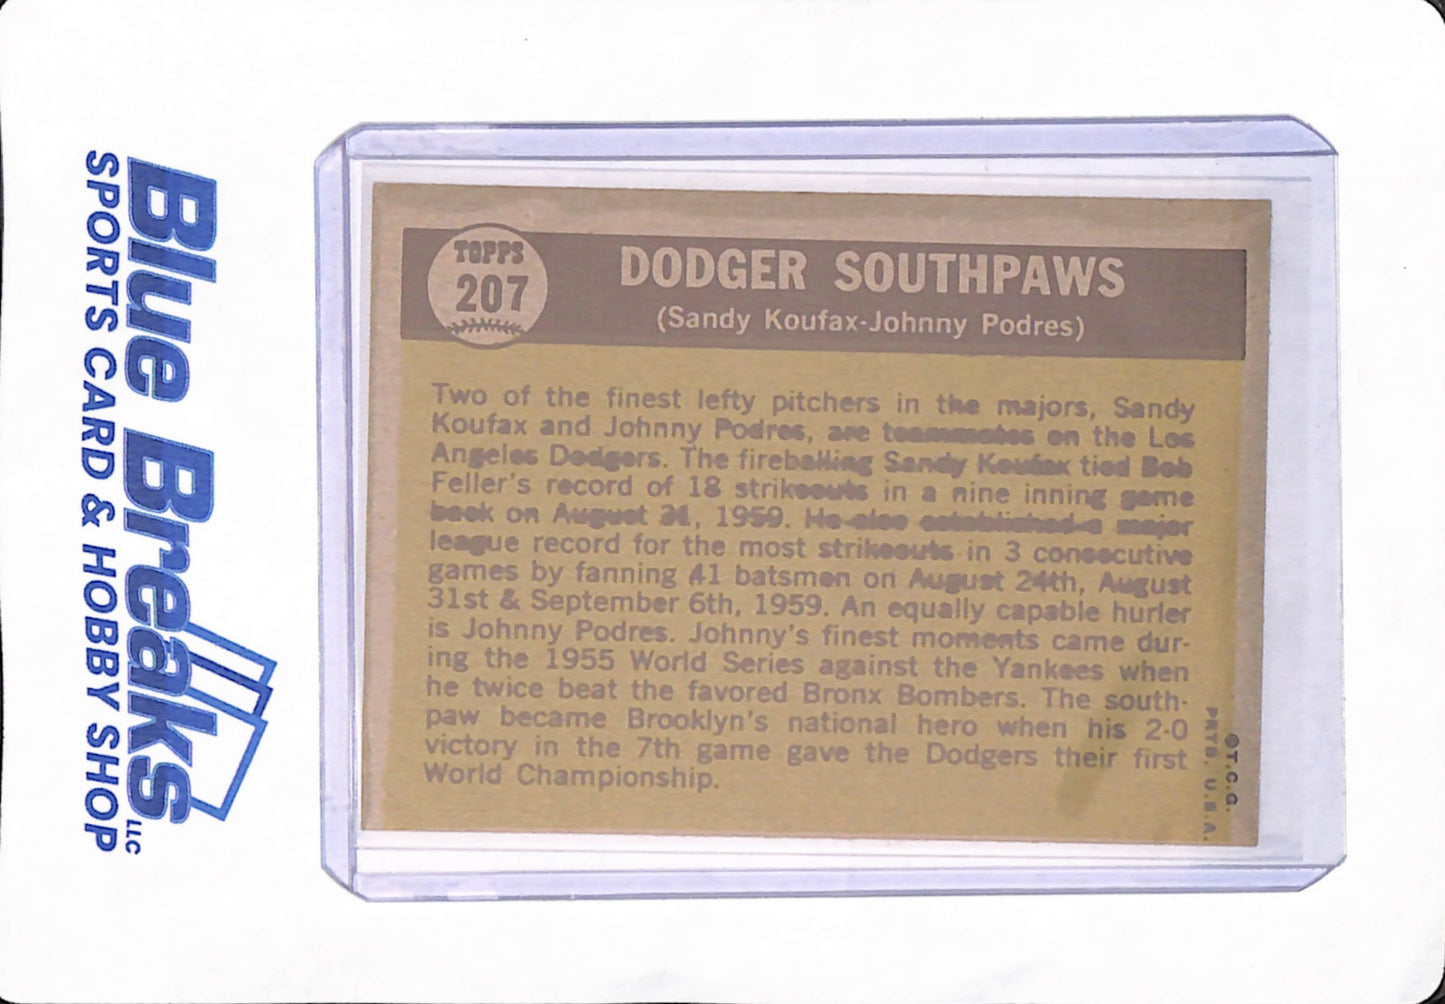 Blue Breaks LLC
SPORTS CARD & HOBBY SHOP
TOPPS
207
DODGER SOUTHPAWS
(Sandy Koufax-Johnny Podres)
Two of the finest lefty pitchers in the majors, Sandy
Koufax and Johnny Podres, are teammates on the Los
Angeles Dodgers. The fireballing Sandy Koufax tied Bob
Feller's record of 18 strikeouts in a nine inning game
back on August 31, 1959. He also established a major
league record for the most strikeouts in 3 consecutive
games by fanning 41 batsmen on August 24th, August
31st & September 6th, 1959. An equally capable hurler
is Johnny Podres. Johnny's finest moments came dur-
ing the 1955 World Series against the Yankees when
he twice beat the favored Bronx Bombers. The south-
paw became Brooklyn's national hero when his 2-0
victory in the 7th game gave the Dodgers their first
World Championship.
©T.C.G.
PRTD. U.S.A.